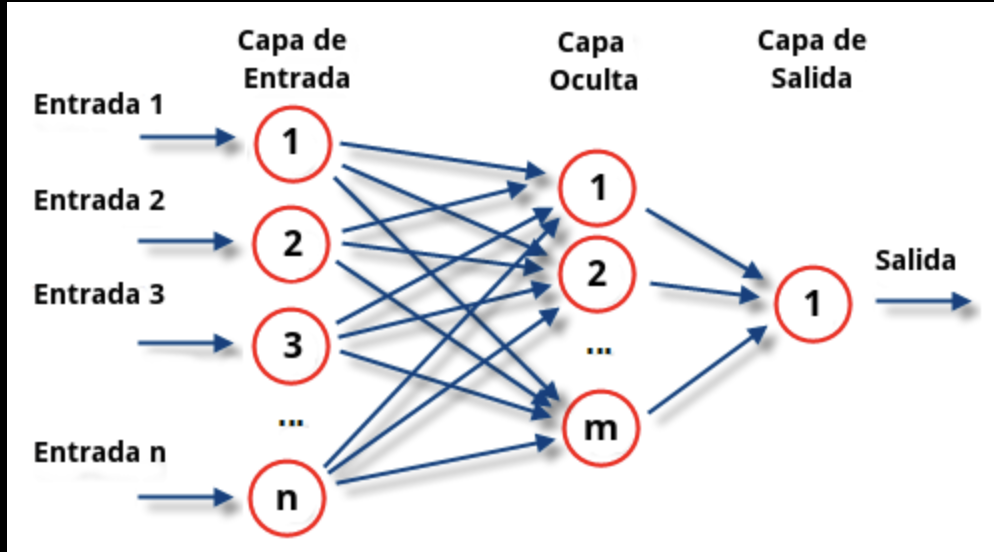 Capa de
Entrada
Capa
Oculta
Capa de
Salida
Entrada 1
1
Entrada 2
2
Entrada 3
3
...
Entrada n
n
1
2
...
m
1
Salida